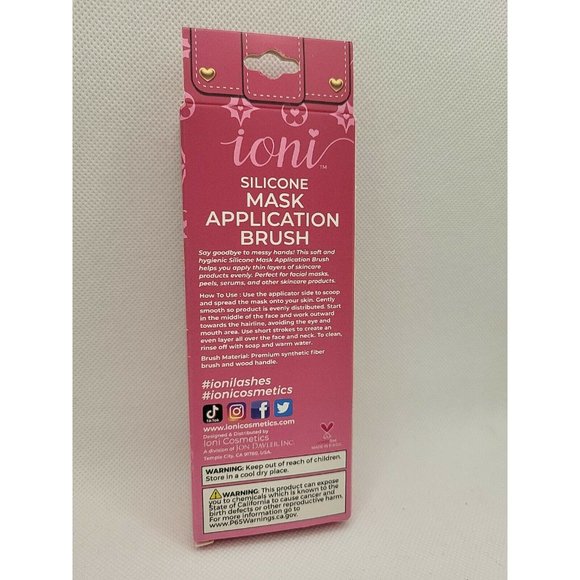 ioni™
SILICONE
MASK
APPLICATION
BRUSH
Say goodbye to messy hands! This soft and
hygienic Silicone Mask Application Brush
helps you apply thin layers of skincare
products evenly. Perfect for facial masks,
peels, serums, and other skincare products.
How To Use : Use the applicator side to scoop
and spread the mask onto your skin. Gently
smooth so product is evenly distributed. Start
in the middle of the face and work outward
towards the hairline, avoiding the eye and
mouth area. Use short strokes to create an
even layer all over the face and neck. To clean,
rinse off with soap and warm water.
Brush Material: Premium synthetic fiber
brush and wood handle.
#ionilashes
#ionicosmetics
TikTok
www.ionicosmetics.com
Designed & Distributed by
Ioni Cosmetics
A division of JON DAVLER, INC
Temple City, CA 91780, USA.
MADE IN
WARNING: Keep out of reach of children.
Store in a cool dry place.
WARNING: This product can expose
you to chemicals which is known to the
State of California to cause cancer and
birth defects or other reproductive harm.
For more information go to
www.P65Warnings.ca.gov.